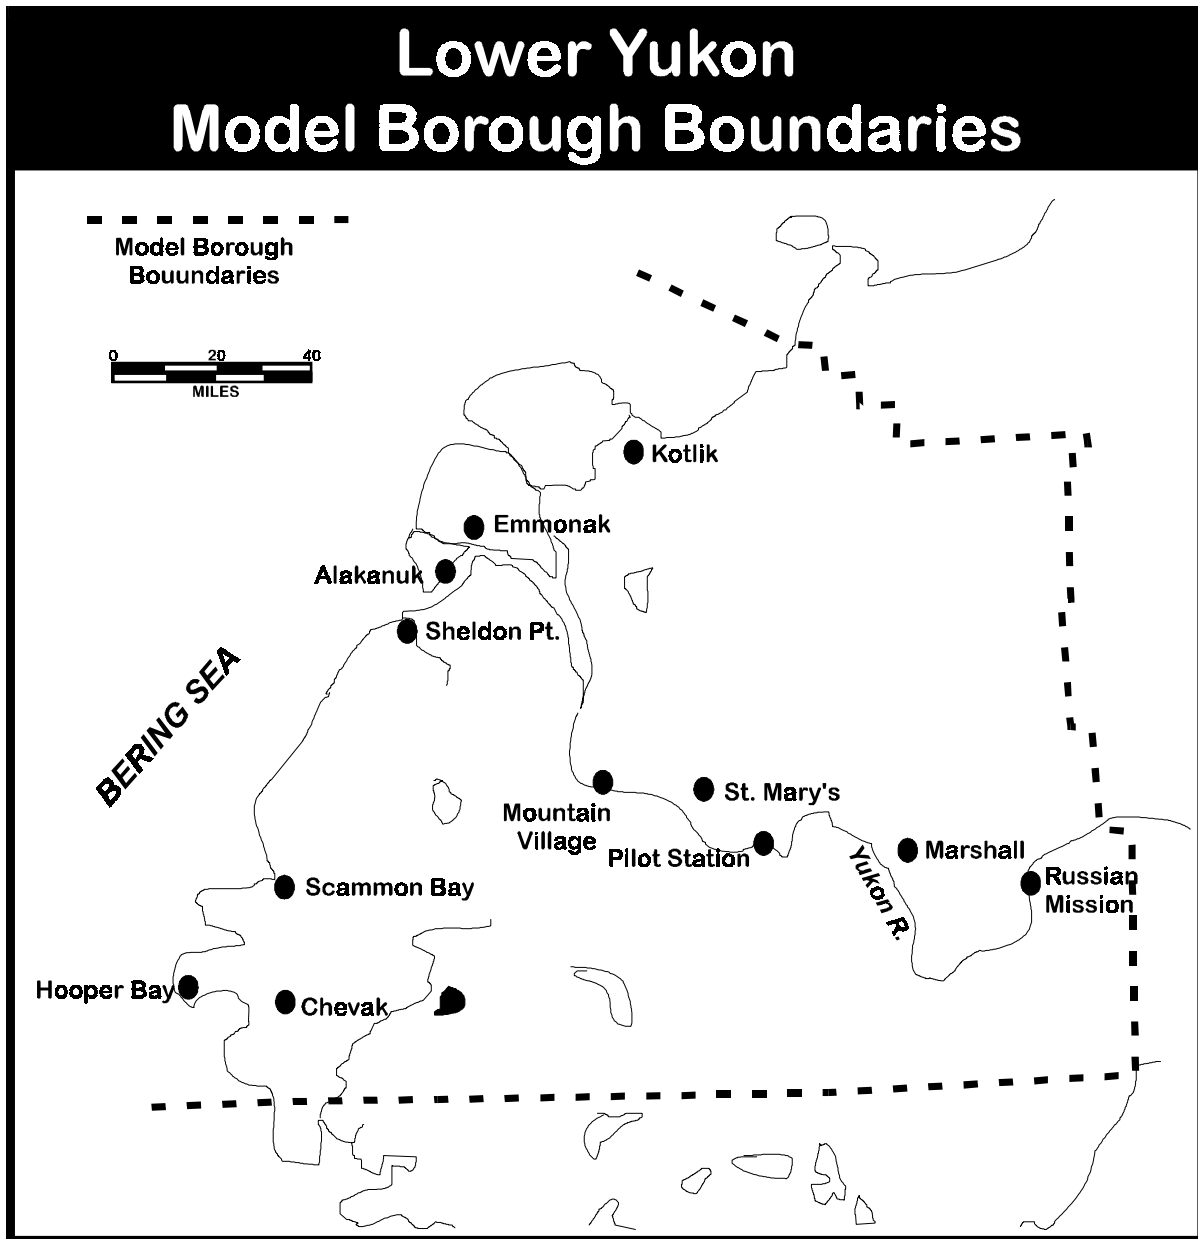 Lower Yukon
Model Borough Boundaries
Model Borough
Bouundaries
0 20 40
MILES
Kotlik
Emmonak
Alakanuk
Sheldon Pt.
BERING SEA
Mountain
Village
St. Mary's
Pilot Station
Yukon R.
Marshall
Russian
Mission
Scammon Bay
Hooper Bay
Chevak